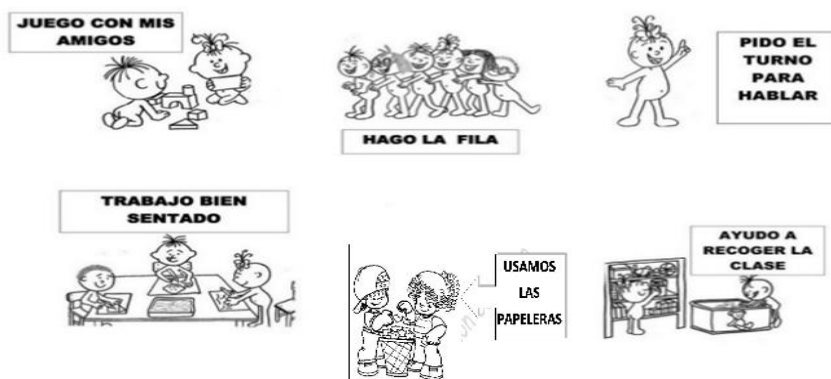 JUEGO CON MIS
AMIGOS
HAGO LA FILA
PIDO EL
TURNO
PARA
HABLAR
TRABAJO BIEN
SENTADO
USAMOS
LAS
PAPELERAS
AYUDO A
RECOGER LA
CLASE